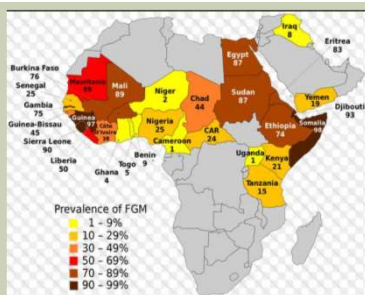 Iraq
8
Eritrea
83
Egypt
87
Burkina Faso
76
Senegal
25
Mauritania
69
Mali
89
Niger
2
Chad
44
Sudan
87
Yemen
19
Djibouti
93
Gambia
75
Guinea
97
Guinea-Bissau
45
Côte
d'Ivoire
Nigeria
25
CAR
24
Ethiopia
74
Somalia
98
Sierra Leone
90
Cameroon
1
Liberia
50
Benin
9
Togo
5
Ghana
4
Uganda
1
Kenya
21
Tanzania
15
Prevalence of FGM
1 – 9%
10 – 29%
30 – 49%
50 – 69%
70 – 89%
90 – 99%